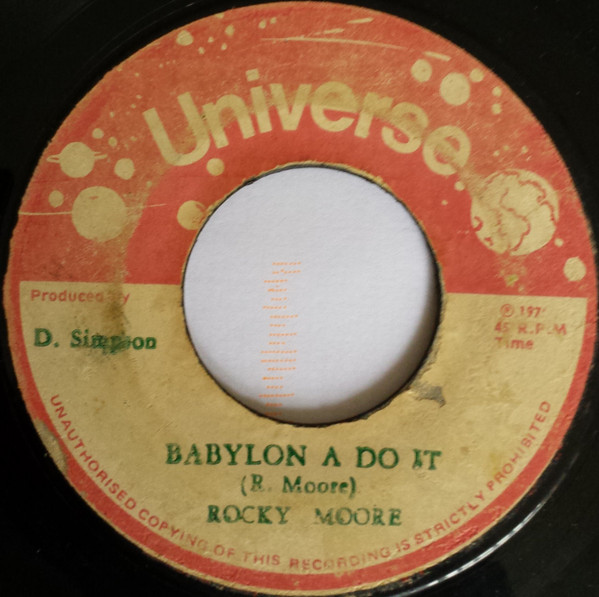 Universe
Produced by
D. Simpson
℗ 197
45 R.P.M
Time
BABYLON A DO IT
(R. Moore)
ROCKY MOORE
UNAUTHORISED COPYING OF THIS RECORDING IS STRICTLY PROHIBITED